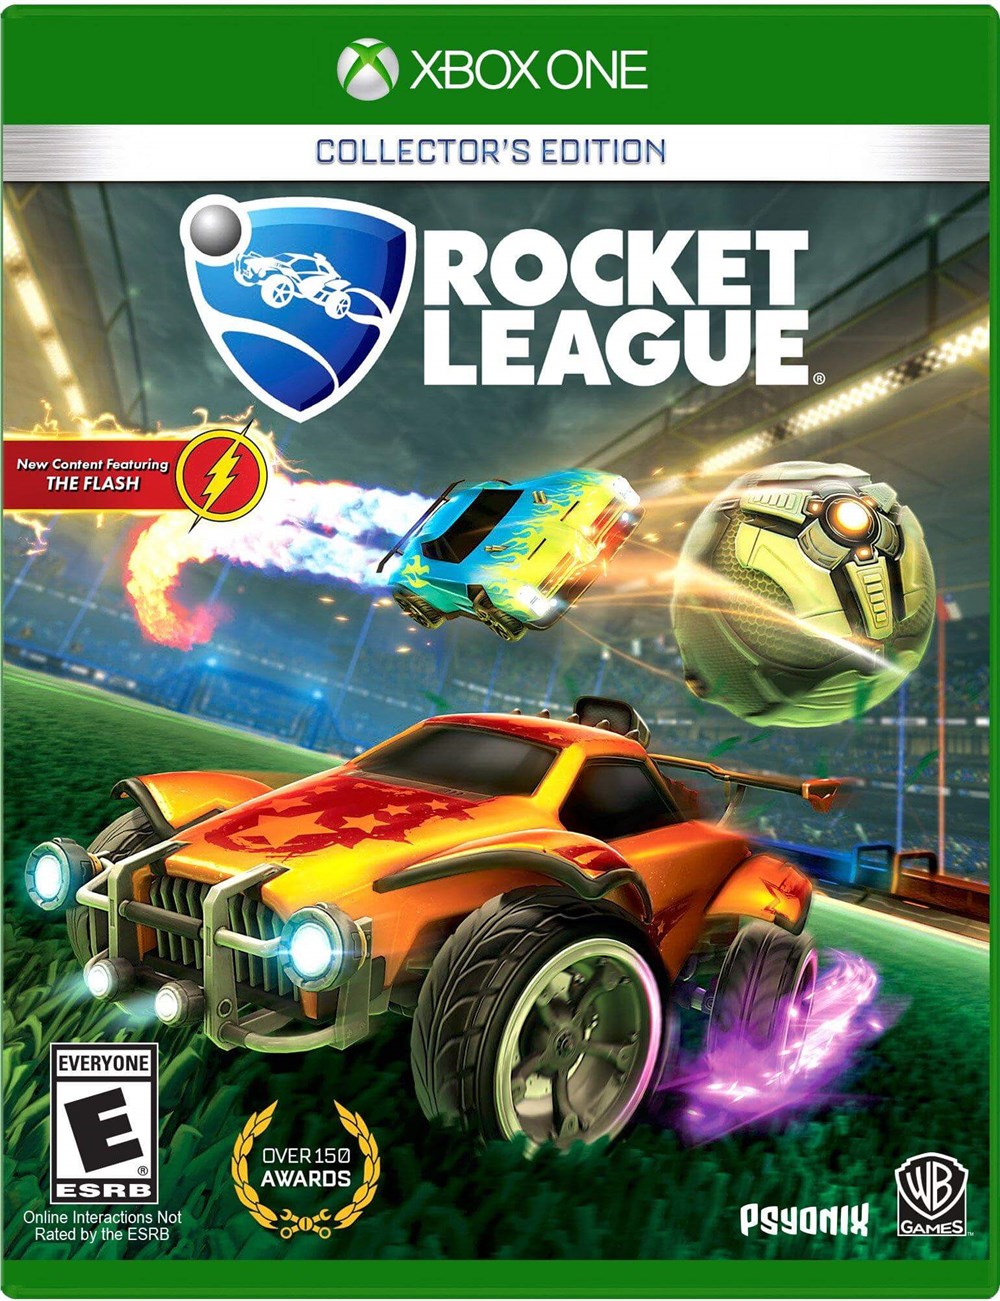 XBOX ONE
COLLECTOR'S EDITION
ROCKET
LEAGUE®
New Content Featuring
THE FLASH
EVERYONE
E®
ESRB
Online Interactions Not
Rated by the ESRB
OVER 150
AWARDS
PSYONIX
WB
GAMES™